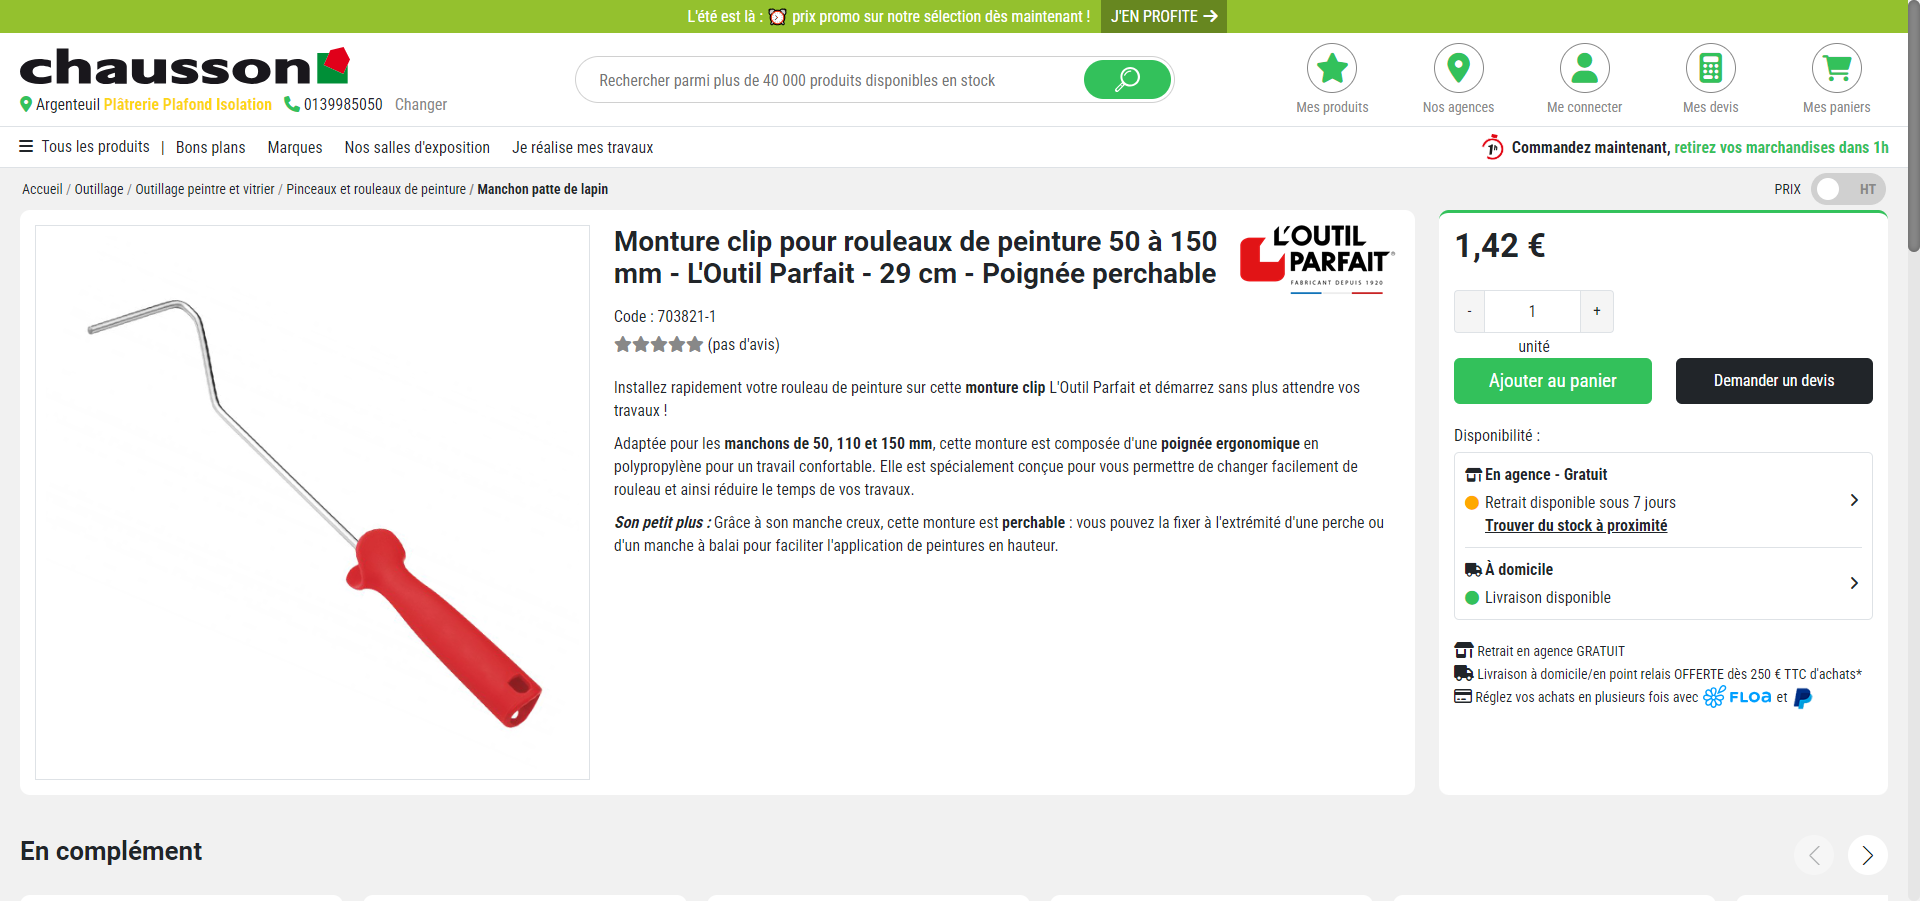 L'été est là : ⏰ prix promo sur notre sélection dès maintenant ! J'EN PROFITE →
chausson
Argenteuil Plâtrerie Plafond Isolation 0139985050 Changer
Rechercher parmi plus de 40 000 produits disponibles en stock
Mes produits
Nos agences
Me connecter
Mes devis
Mes paniers
Tous les produits | Bons plans Marques Nos salles d'exposition Je réalise mes travaux
1h Commandez maintenant, retirez vos marchandises dans 1h
Accueil / Outillage / Outillage peintre et vitrier / Pinceaux et rouleaux de peinture / Manchon patte de lapin
PRIX HT
Monture clip pour rouleaux de peinture 50 à 150
mm - L'Outil Parfait - 29 cm - Poignée perchable
L'OUTIL
PARFAIT
FABRICANT DEPUIS 1920
Code : 703821-1
(pas d'avis)
Installez rapidement votre rouleau de peinture sur cette monture clip L'Outil Parfait et démarrez sans plus attendre vos
travaux !
Adaptée pour les manchons de 50, 110 et 150 mm, cette monture est composée d'une poignée ergonomique en
polypropylène pour un travail confortable. Elle est spécialement conçue pour vous permettre de changer facilement de
rouleau et ainsi réduire le temps de vos travaux.
Son petit plus : Grâce à son manche creux, cette monture est perchable : vous pouvez la fixer à l'extrémité d'une perche ou
d'un manche à balai pour faciliter l'application de peintures en hauteur.
1,42 €
- 1 +
unité
Ajouter au panier
Demander un devis
Disponibilité :
En agence - Gratuit
Retrait disponible sous 7 jours
Trouver du stock à proximité
À domicile
Livraison disponible
Retrait en agence GRATUIT
Livraison à domicile/en point relais OFFERTE dès 250 € TTC d'achats*
Réglez vos achats en plusieurs fois avec FLOA et
En complément